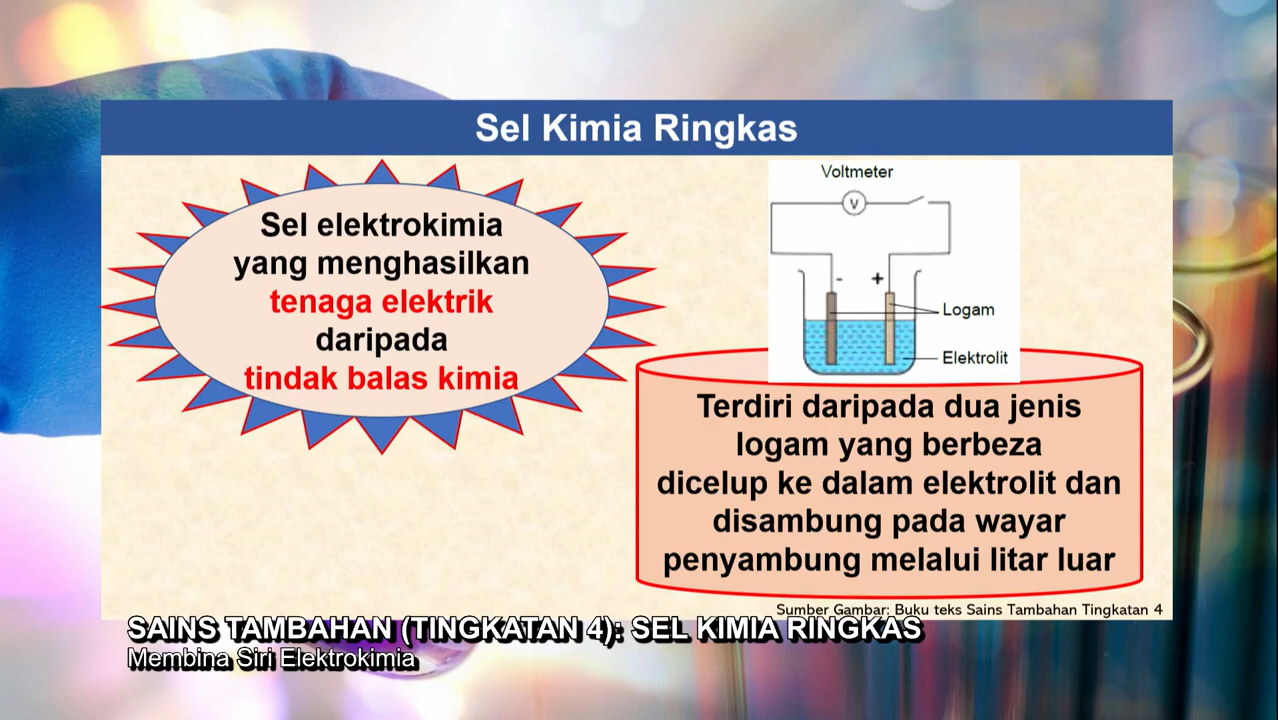 Sel Kimia Ringkas
Sel elektrokimia
yang menghasilkan
tenaga elektrik
daripada
tindak balas kimia
Voltmeter
V
- +
Logam
Elektrolit
Terdiri daripada dua jenis
logam yang berbeza
dicelup ke dalam elektrolit dan
disambung pada wayar
penyambung melalui litar luar
Sumber Gambar: Buku teks Sains Tambahan Tingkatan 4
SAINS TAMBAHAN (TINGKATAN 4): SEL KIMIA RINGKAS
Membina Siri Elektrokimia